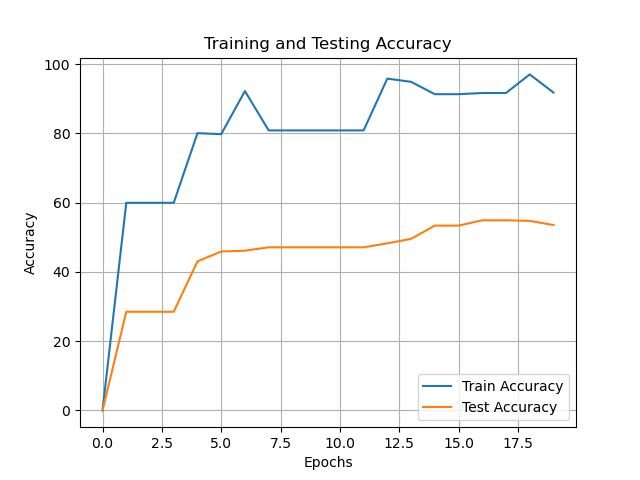 Training and Testing Accuracy
100
80
60
40
20
0
Accuracy
0.0 2.5 5.0 7.5 10.0 12.5 15.0 17.5
Epochs
Train Accuracy
Test Accuracy